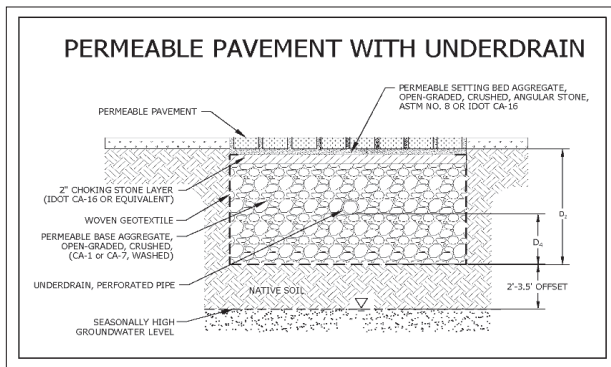 PERMEABLE PAVEMENT WITH UNDERDRAIN
PERMEABLE SETTING BED AGGREGATE,
OPEN-GRADED, CRUSHED, ANGULAR STONE,
ASTM NO. 8 OR IDOT CA-16
PERMEABLE PAVEMENT
2" CHOKING STONE LAYER
(IDOT CA-16 OR EQUIVALENT)
WOVEN GEOTEXTILE
PERMEABLE BASE AGGREGATE,
OPEN-GRADED, CRUSHED,
(CA-1 or CA-7, WASHED)
UNDERDRAIN, PERFORATED PIPE
NATIVE SOIL
2'-3.5' OFFSET
SEASONALLY HIGH
GROUNDWATER LEVEL